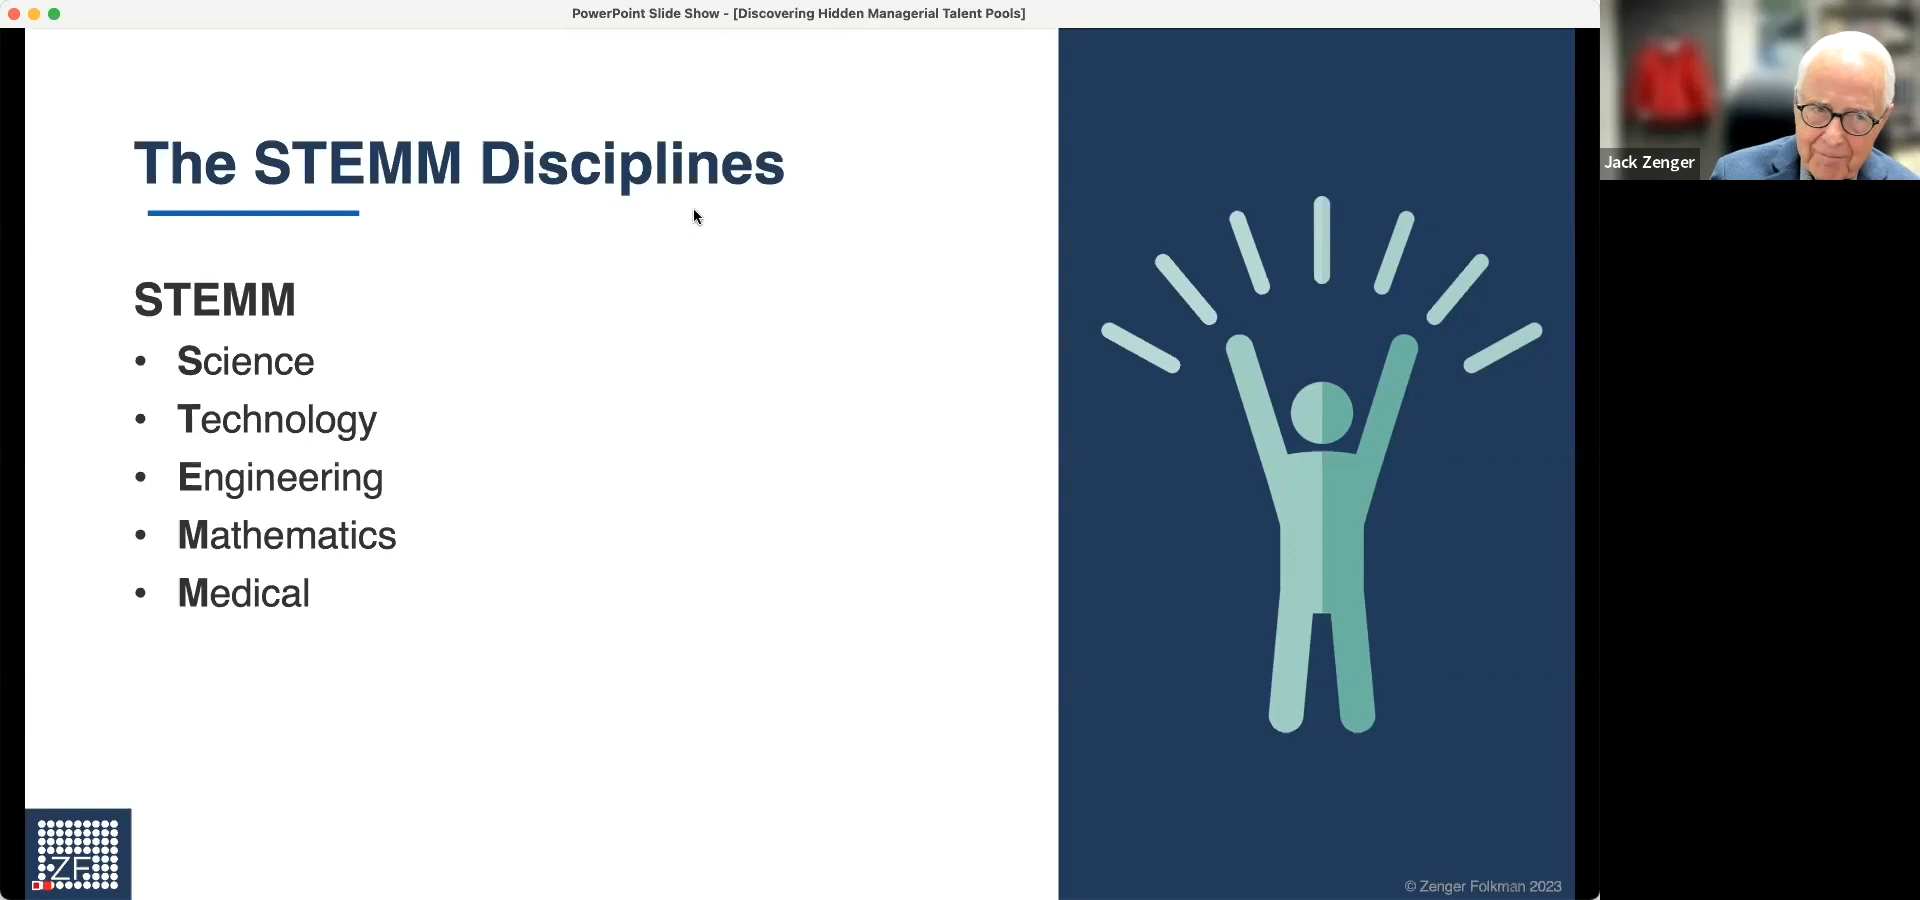 PowerPoint Slide Show - [Discovering Hidden Managerial Talent Pools]
The STEMM Disciplines
STEMM
• Science
• Technology
• Engineering
• Mathematics
• Medical
ZF
© Zenger Folkman 2023
Jack Zenger